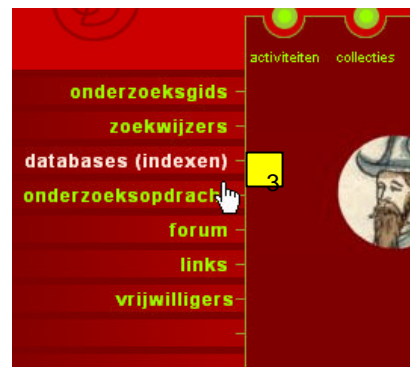 activiteiten collecties
onderzoeksgids
zoekwijzers
databases (indexen)
3
forum
links
vrijwilligers